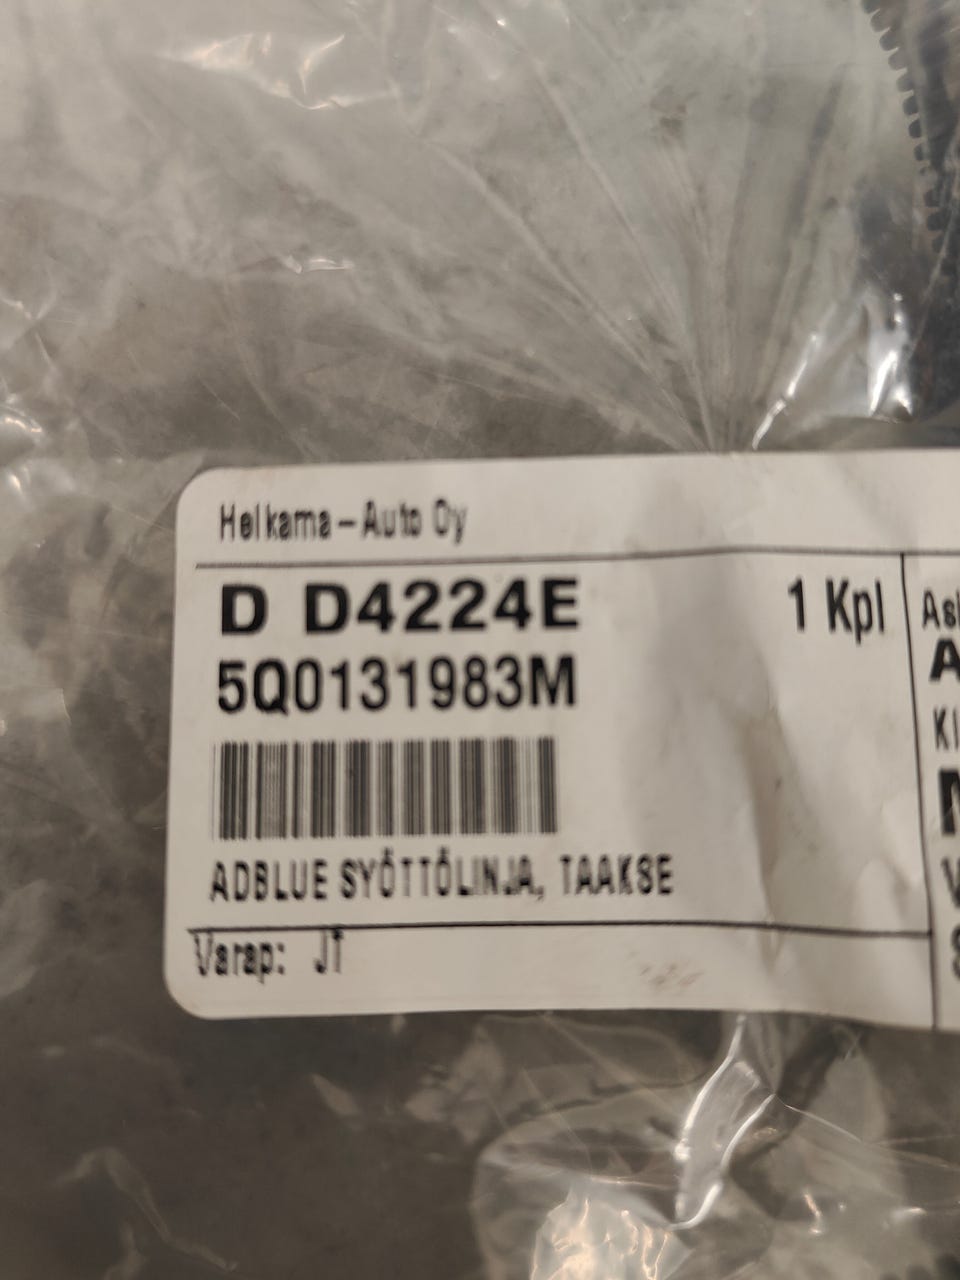 Helkama-Auto Oy
D D4224E 1 Kpl
5Q0131983M
ADBLUE SYÖTTÖLINJA, TAAKSE
Varap: JT